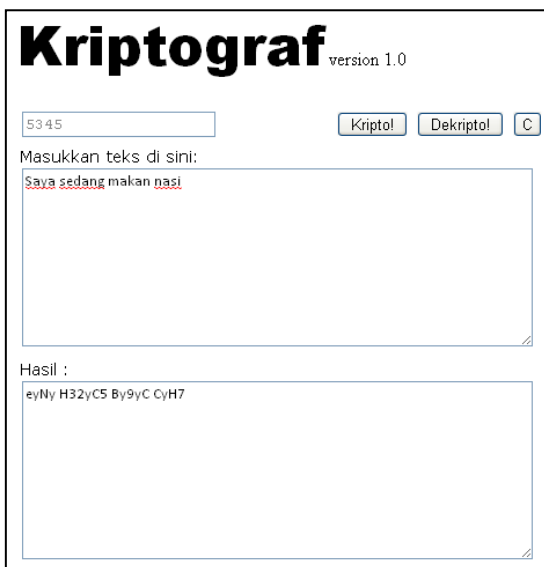 Kriptograf version 1.0
5345 Kripto! Dekripto! C
Masukkan teks di sini:
Saya sedang makan nasi
Hasil :
eyNy H32yC5 By9yC CyH7